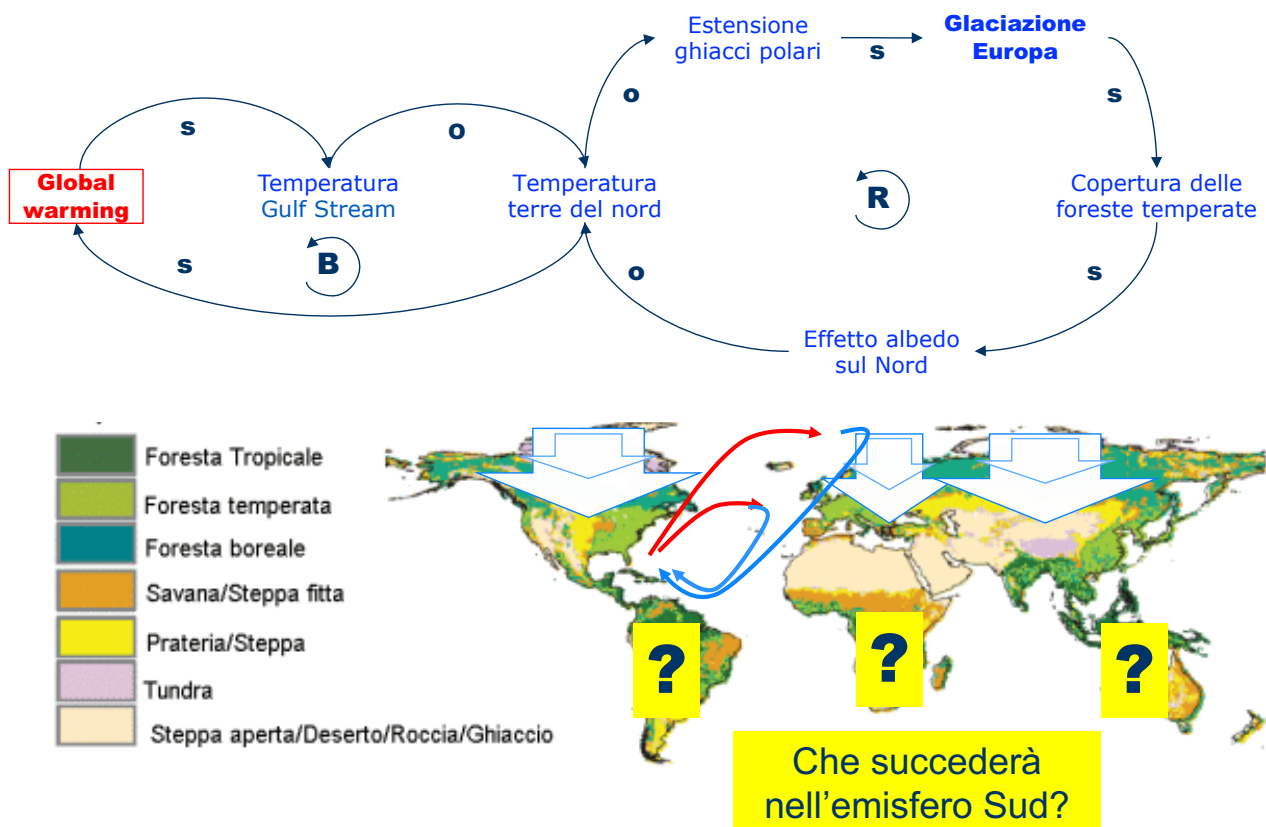 Estensione
ghiacci polari
s
Glaciazione
Europa
o
s
s
o
Global
warming
Temperatura
Gulf Stream
Temperatura
terre del nord
R
Copertura delle
foreste temperate
s
B
o
s
Effetto albedo
sul Nord
Foresta Tropicale
Foresta temperata
Foresta boreale
Savana/Steppa fitta
Prateria/Steppa
Tundra
Steppa aperta/Deserto/Roccia/Ghiaccio
?
?
?
Che succederà
nell'emisfero Sud?